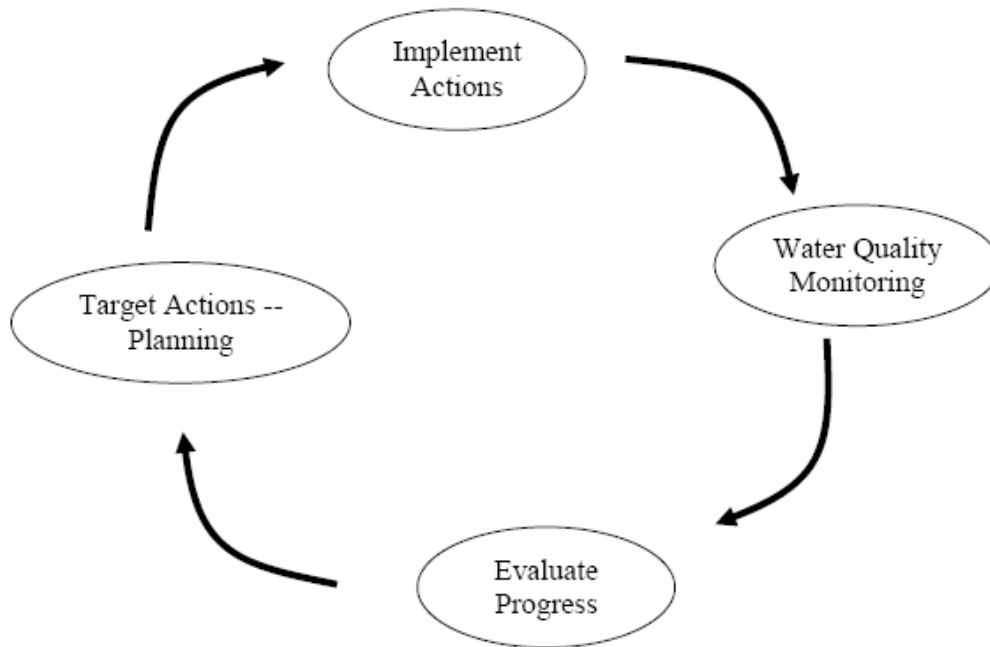 Implement
Actions
Water Quality
Monitoring
Target Actions --
Planning
Evaluate
Progress